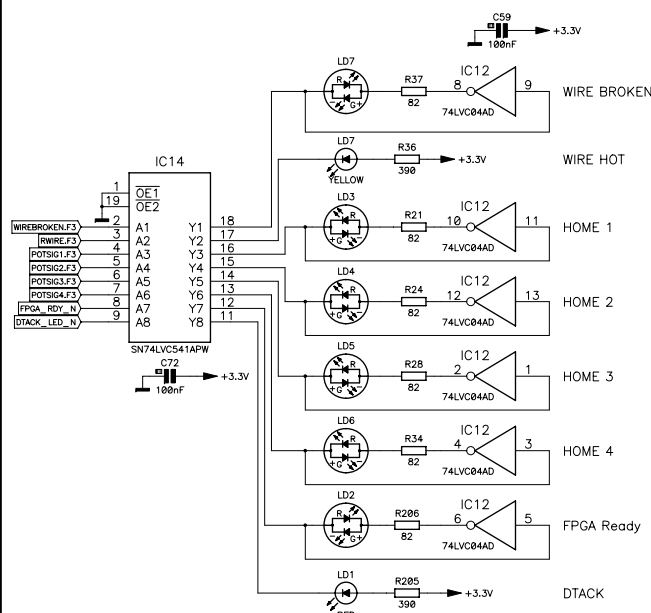 C59
+3.3V
100nF
LD7
R
G+
-
R37
82
IC12
8
9
74LVC04AD
WIRE BROKEN
LD7
YELLOW
R36
390
+3.3V
WIRE HOT
IC14
1
OE1
19
OE2
WIREBROKEN.F3
2
A1
Y1
18
RWIRE.F3
3
A2
Y2
17
POTSIG1.F3
4
A3
Y3
16
POTSIG2.F3
5
A4
Y4
15
POTSIG3.F3
6
A5
Y5
14
POTSIG4.F3
7
A6
Y6
13
FPGA_RDY_N
8
A7
Y7
12
DTACK_LED_N
9
A8
Y8
11
SN74LVC541APW
C72
+3.3V
100nF
LD3
R
+G
-
R21
82
IC12
10
11
74LVC04AD
HOME 1
LD4
R
+G
-
R24
82
IC12
12
13
74LVC04AD
HOME 2
LD5
R
+G
-
R28
82
IC12
2
1
74LVC04AD
HOME 3
LD6
R
+G
-
R34
82
IC12
4
3
74LVC04AD
HOME 4
LD2
R
G+
-
R206
82
IC12
6
5
74LVC04AD
FPGA Ready
LD1
RED
R205
390
+3.3V
DTACK